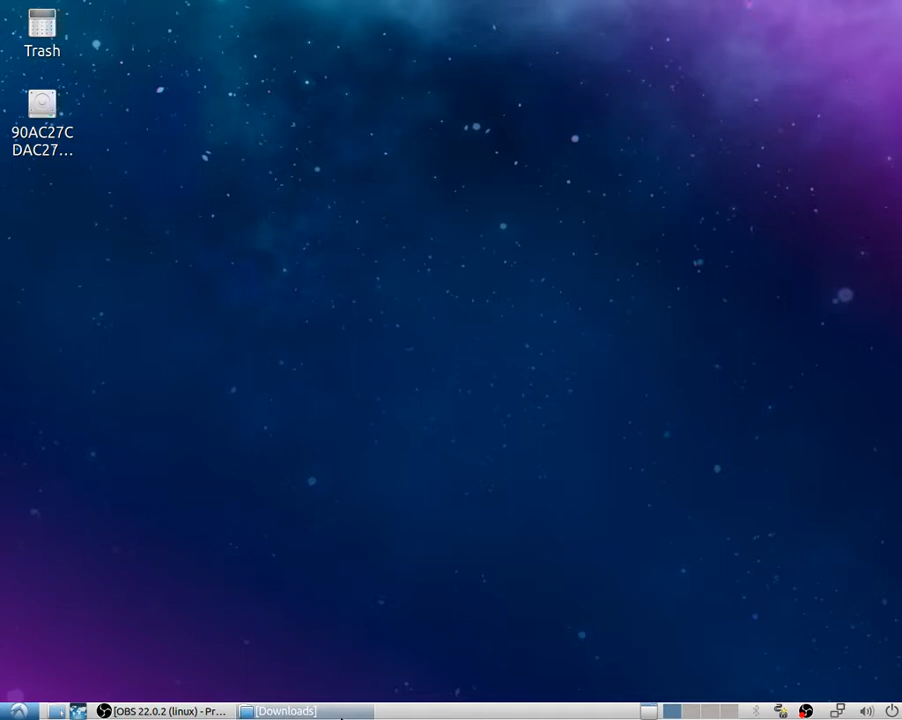 Trash
90AC27C
DAC27...
[OBS 22.0.2 (linux) - Pr...
[Downloads]